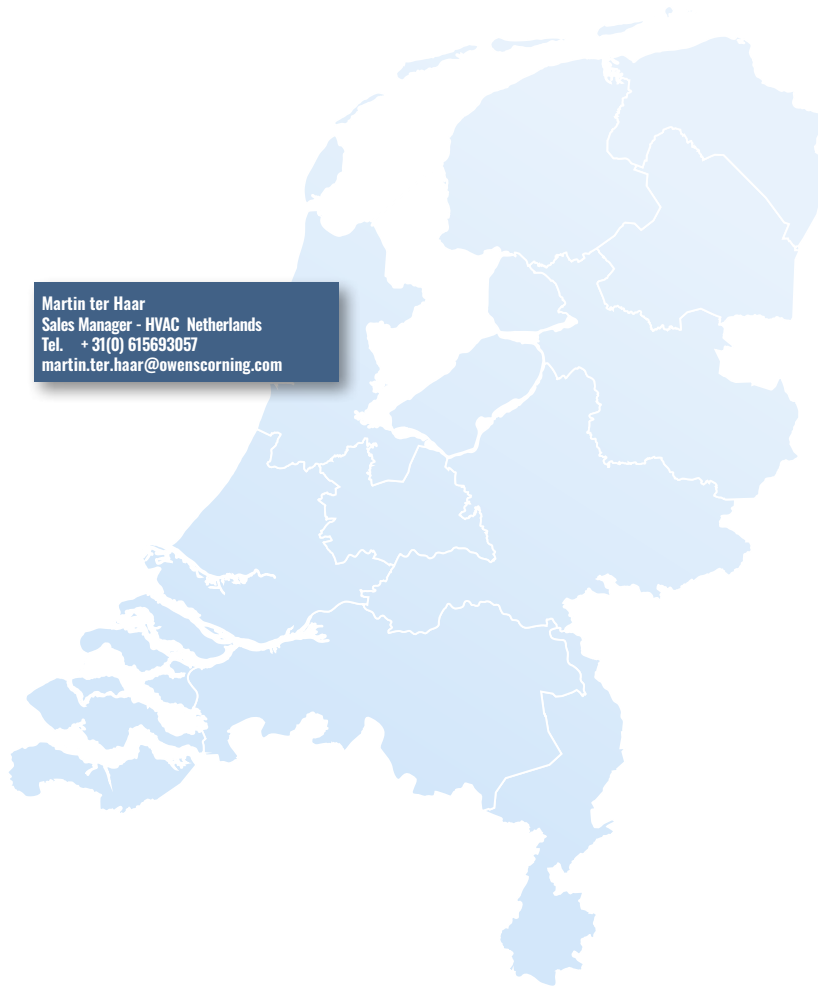 Martin ter Haar
Sales Manager - HVAC Netherlands
Tel. + 31(0) 615693057
martin.ter.haar@owenscorning.com